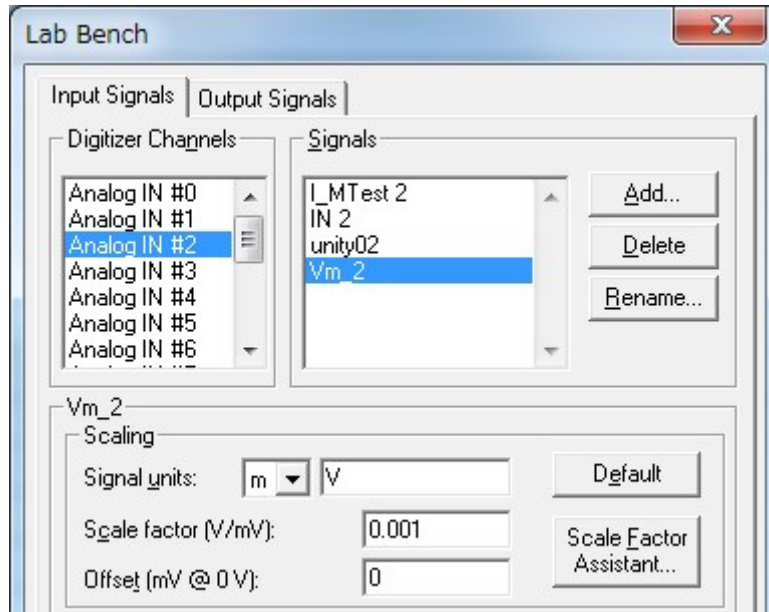 Lab Bench
Input Signals
Output Signals
Digitizer Channels
Analog IN #0
Analog IN #1
Analog IN #2
Analog IN #3
Analog IN #4
Analog IN #5
Analog IN #6
Signals
I_MTest 2
IN 2
unity02
Vm_2
Add...
Delete
Rename...
Vm_2
Scaling
Signal units:
m
V
Default
Scale factor (V/mV):
0.001
Scale Factor
Assistant...
Offset (mV @ 0 V):
0